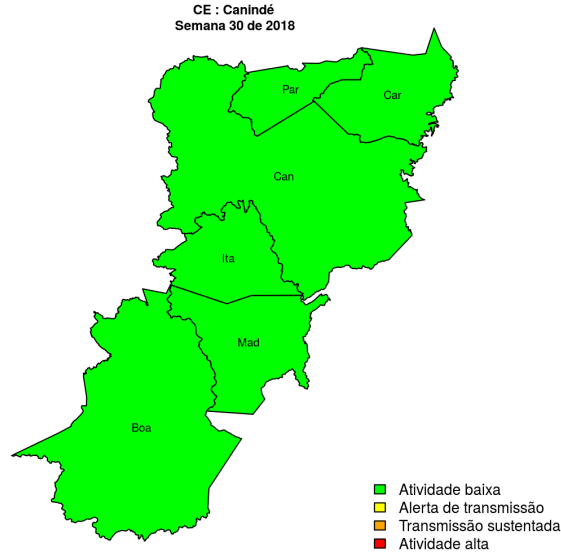 CE : Canindé
Semana 30 de 2018
Par
Car
Can
Ita
Mad
Boa
Atividade baixa
Alerta de transmissão
Transmissão sustentada
Atividade alta